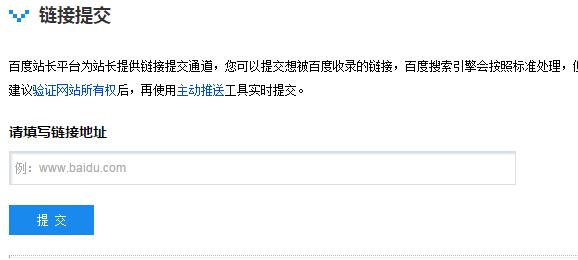 链接提交
百度站长平台为站长提供链接提交通道，您可以提交想被百度收录的链接，百度搜索引擎会按照标准处理，但
建议验证网站所有权后，再使用主动推送工具实时提交。
请填写链接地址
例：www.baidu.com
提 交